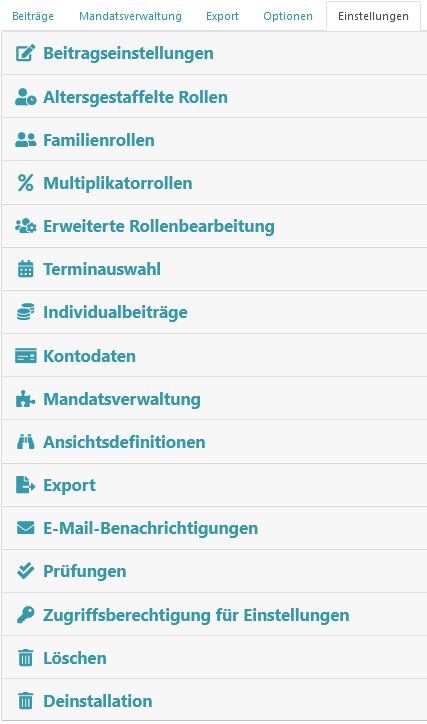 Beiträge Mandatsverwaltung Export Optionen Einstellungen
Beitragseinstellungen
Altersgestaffelte Rollen
Familienrollen
Multiplikatorrollen
Erweiterte Rollenbearbeitung
Terminauswahl
Individualbeiträge
Kontodaten
Mandatsverwaltung
Ansichtsdefinitionen
Export
E-Mail-Benachrichtigungen
Prüfungen
Zugriffsberechtigung für Einstellungen
Löschen
Deinstallation